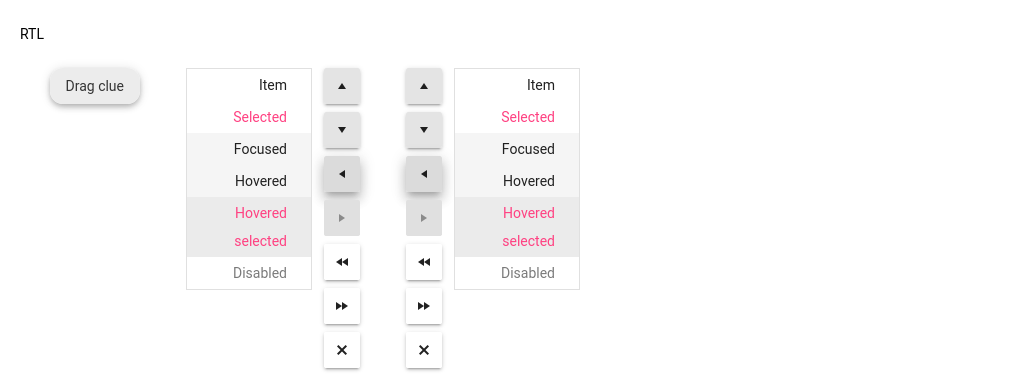 RTL
Drag clue
Item
Selected
Focused
Hovered
Hovered
selected
Disabled
Item
Selected
Focused
Hovered
Hovered
selected
Disabled